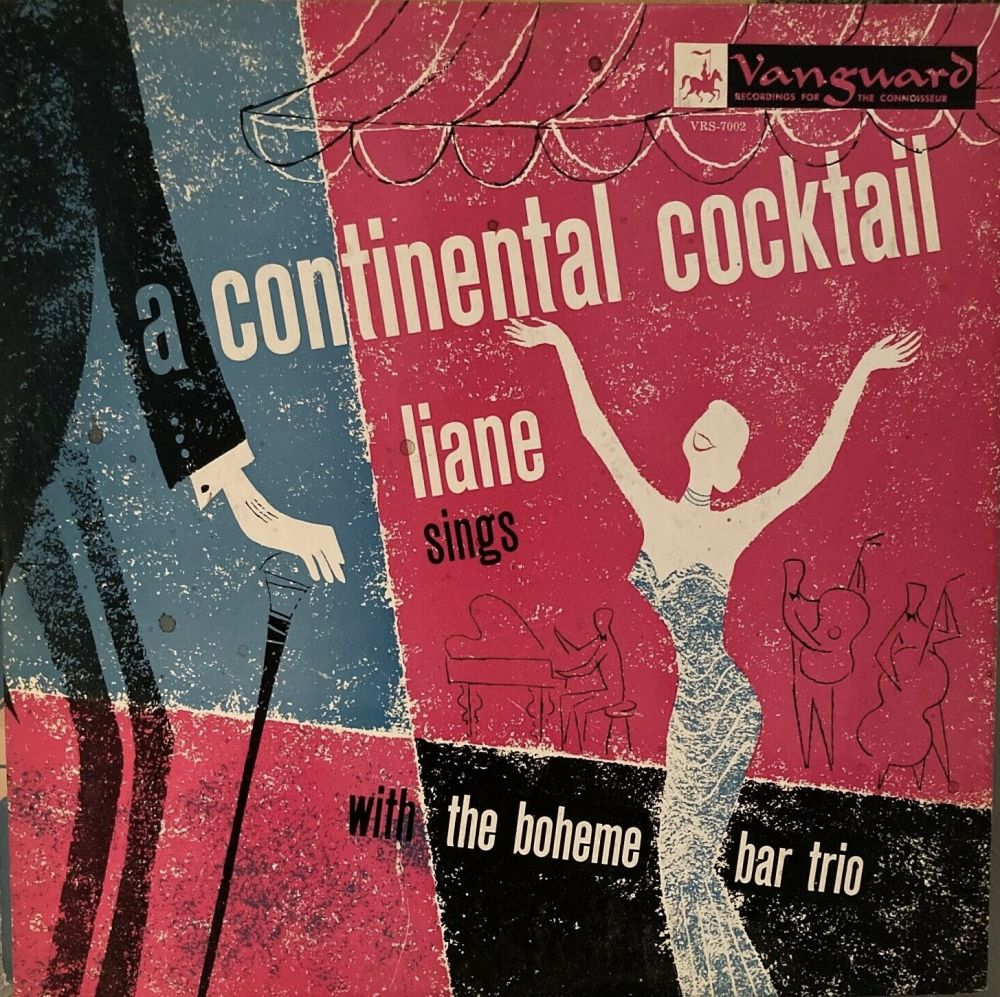 Vanguard
RECORDINGS FOR THE CONNOISSEUR
VRS-7002
a continental cocktail
liane
sings
with the boheme bar trio